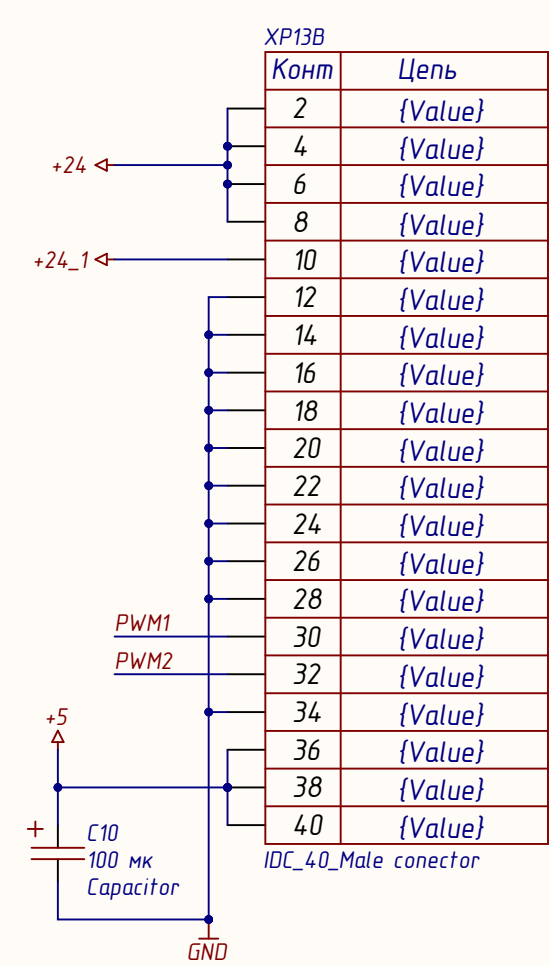 XP13B
Конт Цепь
2 {Value}
4 {Value}
+24
6 {Value}
8 {Value}
+24_1 10 {Value}
12 {Value}
14 {Value}
16 {Value}
18 {Value}
20 {Value}
22 {Value}
24 {Value}
26 {Value}
28 {Value}
PWM1 30 {Value}
PWM2 32 {Value}
34 {Value}
+5
36 {Value}
38 {Value}
40 {Value}
+ C10
100 мк
Capacitor
IDC_40_Male conector
GND